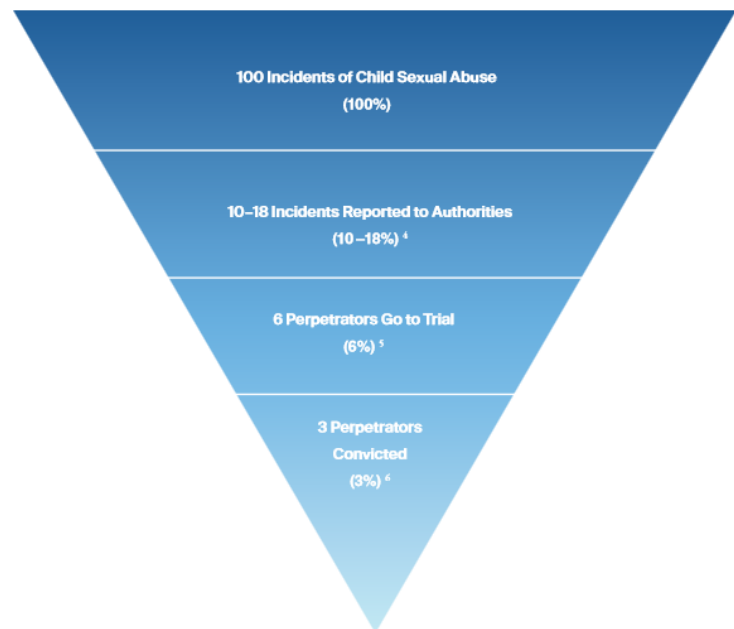 100 Incidents of Child Sexual Abuse
(100%)
10–18 Incidents Reported to Authorities
(10–18%) 4
6 Perpetrators Go to Trial
(6%) 5
3 Perpetrators
Convicted
(3%) 6